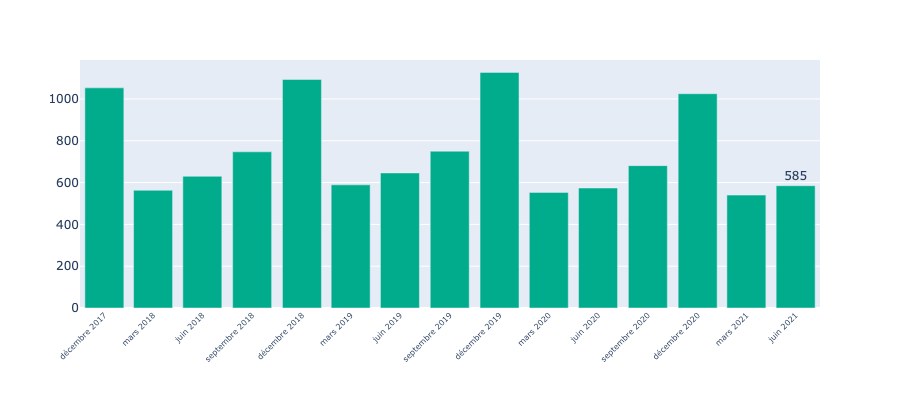 1000
800
600
400
200
0
585
décembre 2017
mars 2018
juin 2018
septembre 2018
décembre 2018
mars 2019
juin 2019
septembre 2019
décembre 2019
mars 2020
juin 2020
septembre 2020
décembre 2020
mars 2021
juin 2021